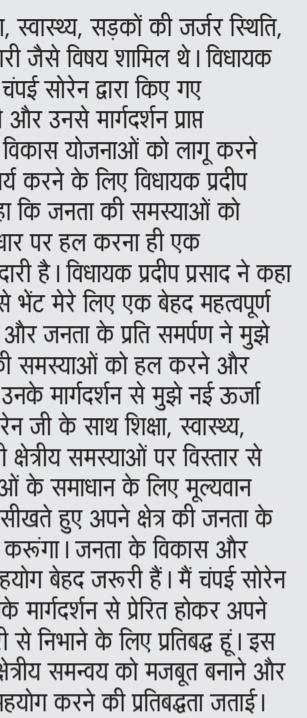 , स्वास्थ्य, सड़कों की जर्जर स्थिति,
जैसे विषय शामिल थे। विधायक
चंपई सोरेन द्वारा किए गए
और उनसे मार्गदर्शन प्राप्त
विकास योजनाओं को लागू करने
करने के लिए विधायक प्रदीप
कि जनता की समस्याओं को
पर हल करना ही एक
है। विधायक प्रदीप प्रसाद ने कहा
से भेंट मेरे लिए एक बेहद महत्वपूर्ण
और जनता के प्रति समर्पण ने मुझे
की समस्याओं को हल करने और
उनके मार्गदर्शन से मुझे नई ऊर्जा
जी के साथ शिक्षा, स्वास्थ्य,
क्षेत्रीय समस्याओं पर विस्तार से
के समाधान के लिए मूल्यवान
सीखते हुए अपने क्षेत्र की जनता के
करूंगा। जनता के विकास और
बेहद जरूरी हैं। मैं चंपई सोरेन
के मार्गदर्शन से प्रेरित होकर अपने
से निभाने के लिए प्रतिबद्ध हूं। इस
क्षेत्रीय समन्वय को मजबूत बनाने और
करने की प्रतिबद्धता जताई।